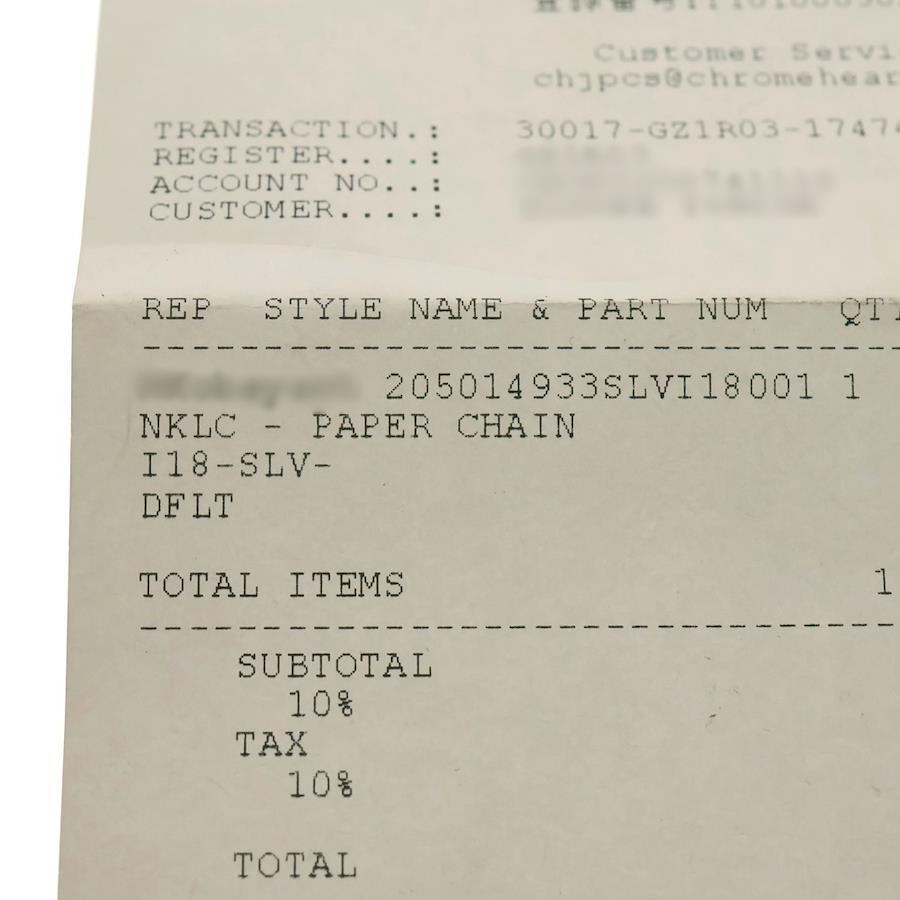 Customer Servi
chjpcs@chromehear
TRANSACTION.: 30017-GZ1R03-1747
REGISTER....:
ACCOUNT NO..:
CUSTOMER....:
REP STYLE NAME & PART NUM QTY
205014933SLVI18001 1
NKLC - PAPER CHAIN
I18-SLV-
DFLT
TOTAL ITEMS 1
SUBTOTAL
10%
TAX
10%
TOTAL